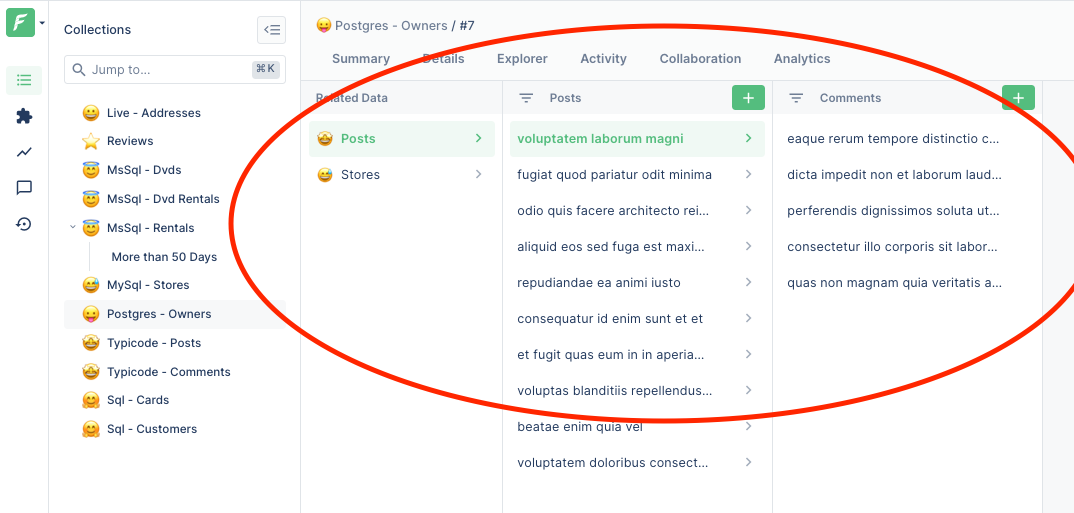 Collections
Jump to...
⌘ K
Live - Addresses
Reviews
MsSql - Dvds
MsSql - Dvd Rentals
MsSql - Rentals
More than 50 Days
MySql - Stores
Postgres - Owners
Typicode - Posts
Typicode - Comments
Sql - Cards
Sql - Customers
Postgres - Owners / #7
Summary Details Explorer Activity Collaboration Analytics
Related Data
Posts
Stores
Posts
voluptatem laborum magni
fugiat quod pariatur odit minima
odio quis facere architecto rei...
aliquid eos sed fuga est maxi...
repudiandae ea animi iusto
consequatur id enim sunt et et
et fugit quas eum in in aperia...
voluptas blanditiis repellendus...
beatae enim quia vel
voluptatem doloribus consect...
Comments
eaque rerum tempore distinctio c...
dicta impedit non et laborum laud...
perferendis dignissimos soluta ut...
consectetur illo corporis sit labor...
quas non magnam quia veritatis a...